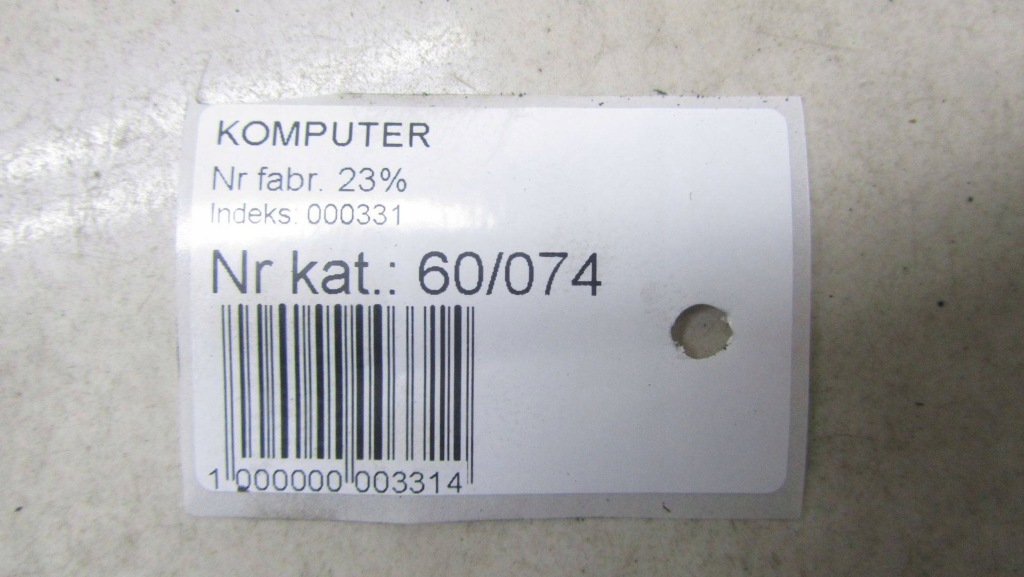 KOMPUTER
Nr fabr. 23%
Indeks: 000331
Nr kat.: 60/074
1 000000 003314